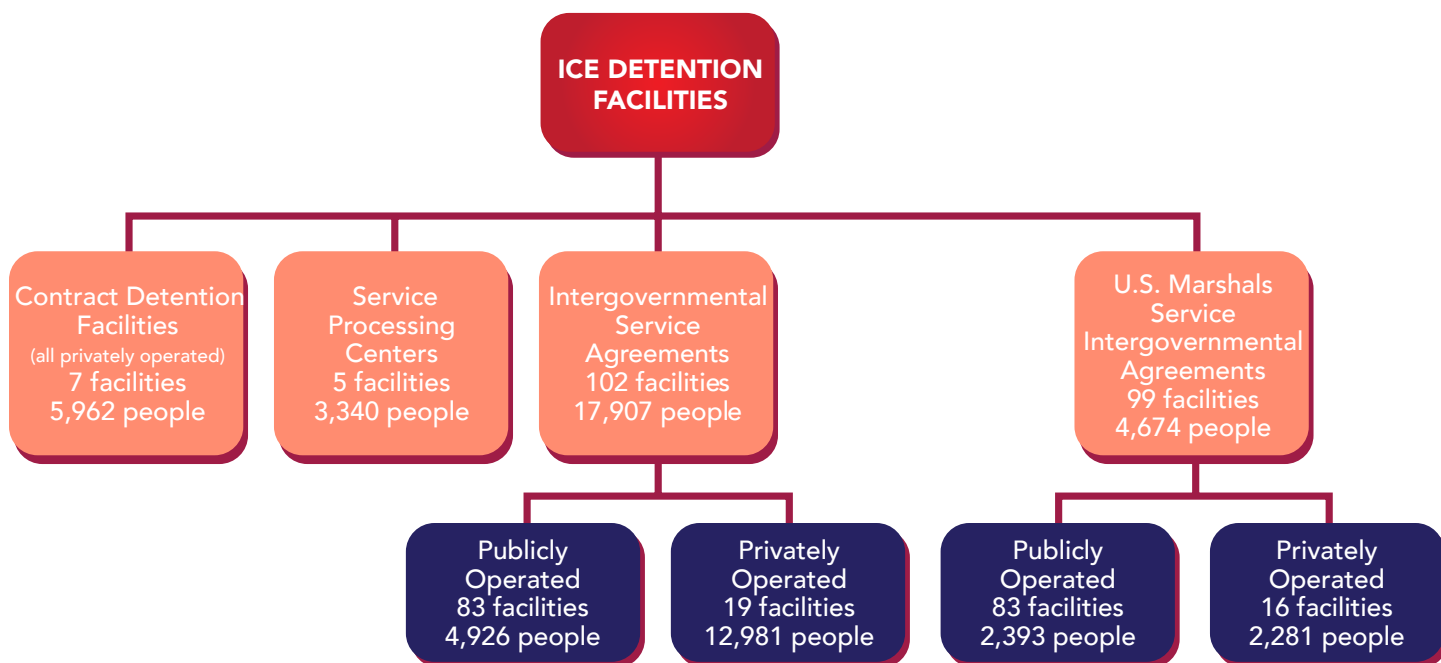 ICE DETENTION
FACILITIES
Contract Detention
Facilities
(all privately operated)
7 facilities
5,962 people
Service
Processing
Centers
5 facilities
3,340 people
Intergovernmental
Service
Agreements
102 facilities
17,907 people
U.S. Marshals
Service
Intergovernmental
Agreements
99 facilities
4,674 people
Publicly
Operated
83 facilities
4,926 people
Privately
Operated
19 facilities
12,981 people
Publicly
Operated
83 facilities
2,393 people
Privately
Operated
16 facilities
2,281 people